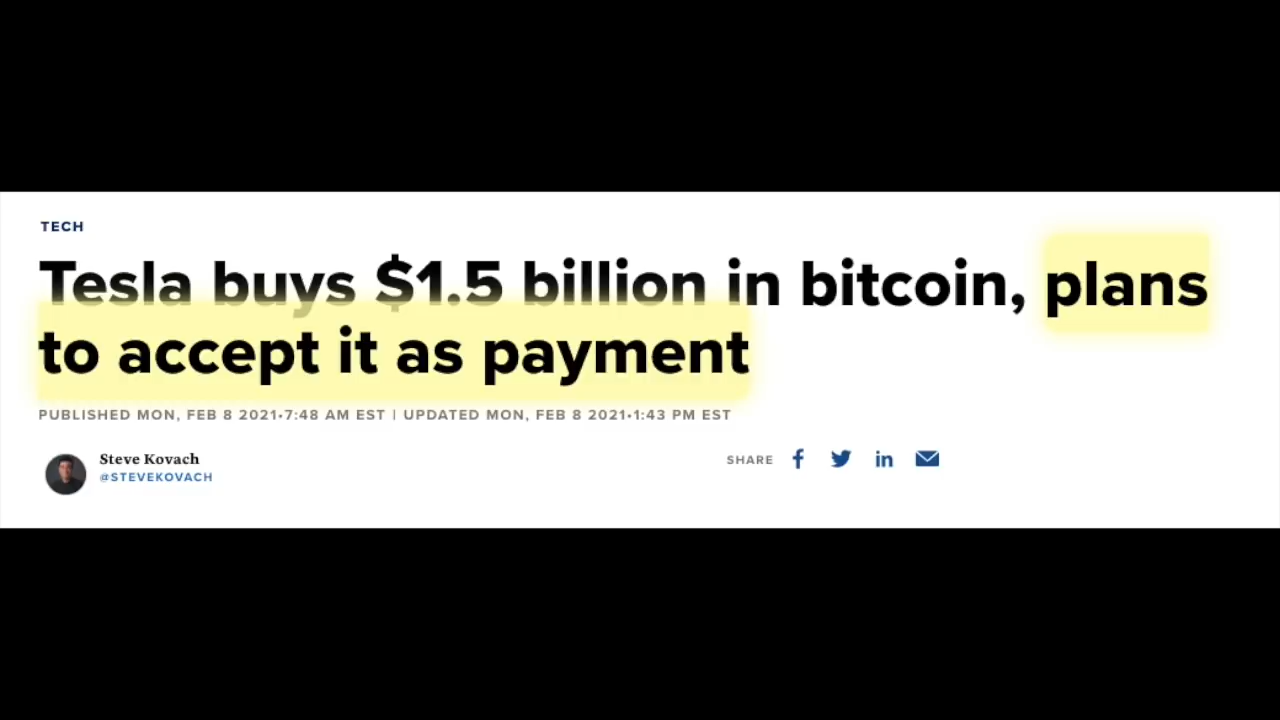 TECH
Tesla buys $1.5 billion in bitcoin, plans
to accept it as payment
PUBLISHED MON, FEB 8 2021•7:48 AM EST | UPDATED MON, FEB 8 2021•1:43 PM EST
Steve Kovach
@STEVEKOVACH
SHARE